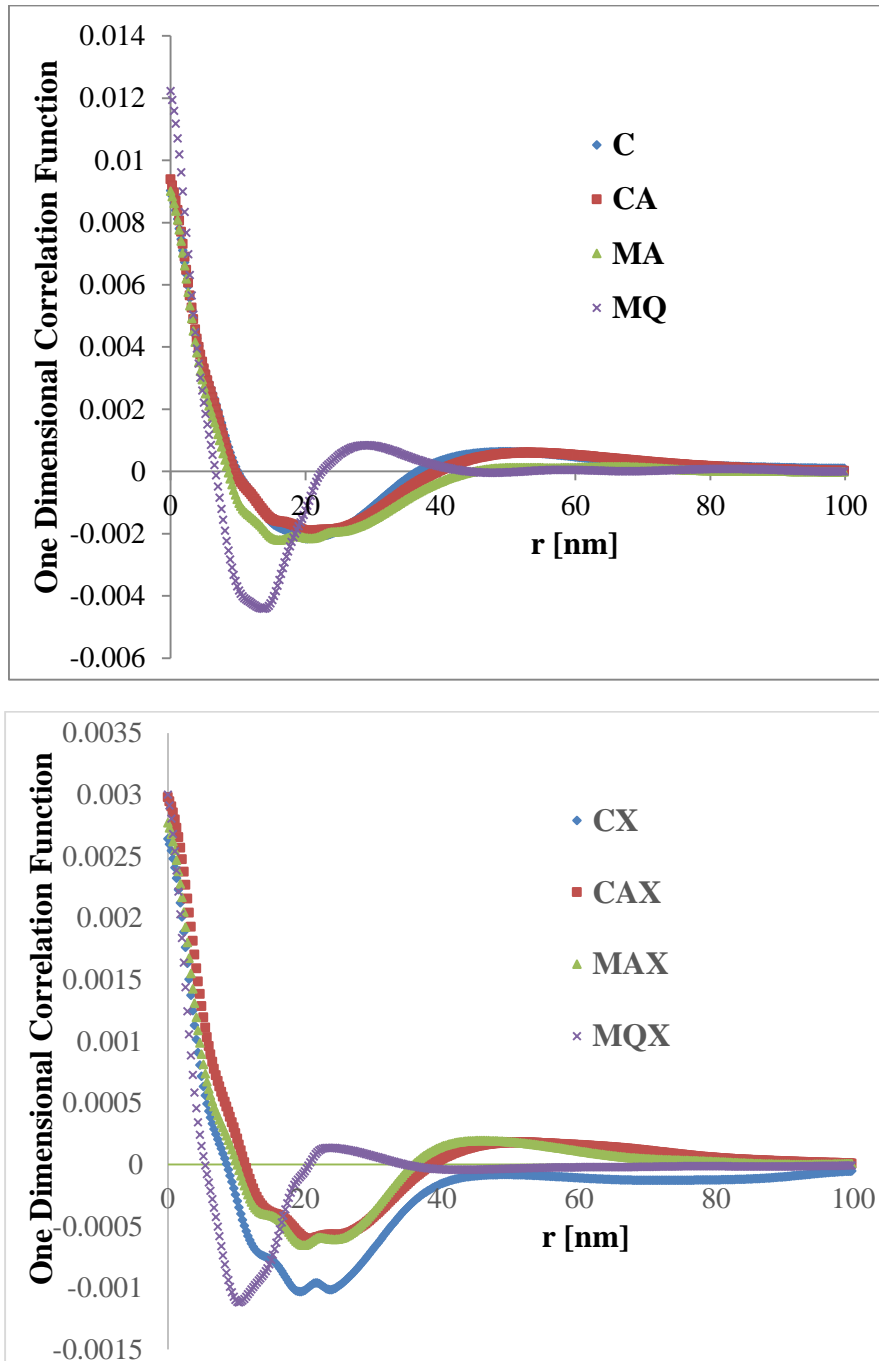 One Dimensional Correlation Function
0.014
0.012
0.01
0.008
0.006
0.004
0.002
0
-0.002
-0.004
-0.006
0
20
40
60
80
100
r [nm]
C
CA
MA
MQ
One Dimensional Correlation Function
0.0035
0.003
0.0025
0.002
0.0015
0.001
0.0005
0
-0.0005
-0.001
-0.0015
0
20
40
60
80
100
r [nm]
CX
CAX
MAX
MQX